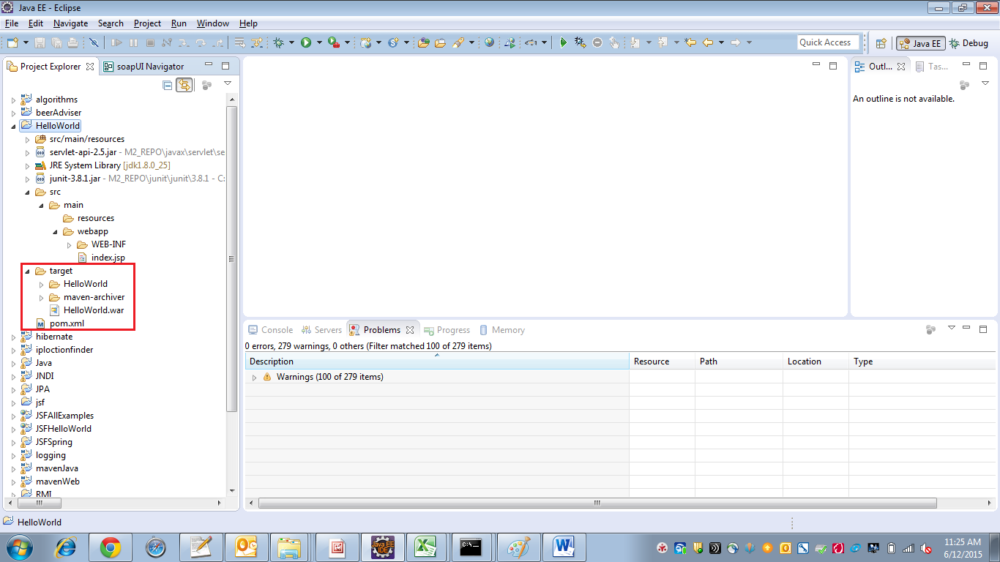 Java EE - Eclipse
File Edit Navigate Search Project Run Window Help
Quick Access
Java EE
Debug
Project Explorer
soapUI Navigator
algorithms
beerAdviser
HelloWorld
src/main/resources
servlet-api-2.5.jar - M2_REPO\javax\servlet\se
JRE System Library [jdk1.8.0_25]
junit-3.8.1.jar - M2_REPO\junit\junit\3.8.1 - C:
src
main
resources
webapp
WEB-INF
index.jsp
target
HelloWorld
maven-archiver
HelloWorld.war
pom.xml
hibernate
iploctionfinder
Java
JNDI
JPA
jsf
JSFAllExamples
JSFHelloWorld
JSFSpring
logging
mavenJava
mavenWeb
RMI
Outl...
Tas...
An outline is not available.
Console Servers Problems Progress Memory
0 errors, 279 warnings, 0 others (Filter matched 100 of 279 items)
Description Resource Path Location Type
Warnings (100 of 279 items)
HelloWorld
Java EE
IDE
C:\.
11:25 AM
6/12/2015